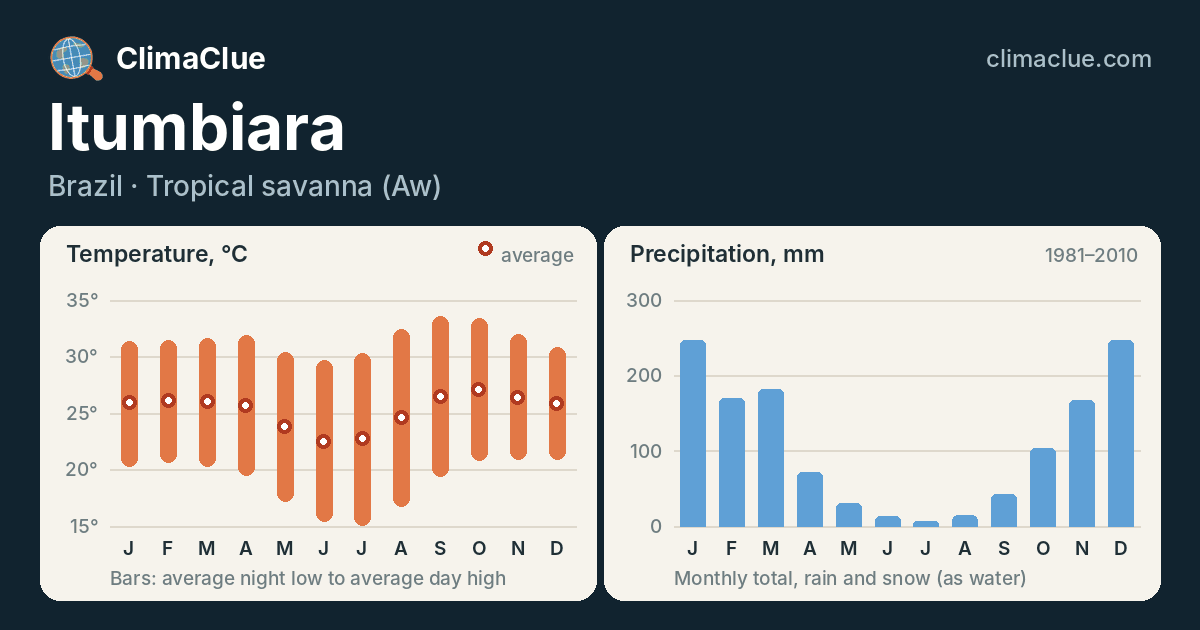 ClimaClue
climaclue.com
Itumbiara
Brazil · Tropical savanna (Aw)
Temperature, °C
average
35°
30°
25°
20°
15°
J F M A M J J A S O N D
Bars: average night low to average day high
Precipitation, mm
1981–2010
300
200
100
0
J F M A M J J A S O N D
Monthly total, rain and snow (as water)